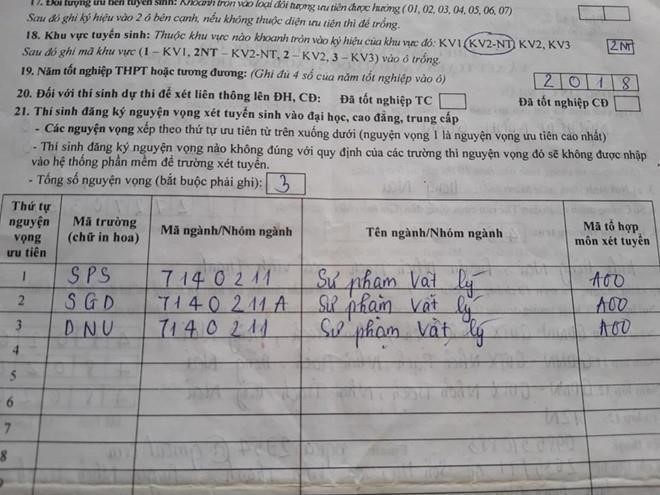 17. Đối tượng ưu tiên tuyển sinh: Khoanh tròn vào loại đối tượng ưu tiên được hưởng (01, 02, 03, 04, 05, 06, 07)
Sau đó ghi ký hiệu vào 2 ô bên cạnh, nếu không thuộc diện ưu tiên thì để trống.
18. Khu vực tuyển sinh: Thuộc khu vực nào khoanh tròn vào ký hiệu của khu vực đó: KV1, KV2-NT, KV2, KV3
Sau đó ghi mã khu vực (1 – KV1, 2NT – KV2-NT, 2 – KV2, 3 – KV3) vào ô trống. 2NT
19. Năm tốt nghiệp THPT hoặc tương đương: (Ghi đủ 4 số của năm tốt nghiệp vào ô) 2018
20. Đối với thí sinh dự thi để xét liên thông lên ĐH, CĐ: Đã tốt nghiệp TC Đã tốt nghiệp CĐ
21. Thí sinh đăng ký nguyện vọng xét tuyển sinh vào đại học, cao đẳng, trung cấp
- Các nguyện vọng xếp theo thứ tự ưu tiên từ trên xuống dưới (nguyện vọng 1 là nguyện vọng ưu tiên cao nhất)
- Thí sinh đăng ký nguyện vọng nào không đúng với quy định của các trường thì nguyện vọng đó sẽ không được nhập
vào hệ thống phần mềm để trường xét tuyển.
- Tổng số nguyện vọng (bắt buộc phải ghi): 3
Thứ tự nguyện vọng ưu tiên Mã trường (chữ in hoa) Mã ngành/Nhóm ngành Tên ngành/Nhóm ngành Mã tổ hợp môn xét tuyển
1 SPS 7140211 Sư phạm Vật lý A00
2 SGD 7140211A Sư phạm Vật lý A00
3 DNU 7140211 Sư phạm Vật lý A00
4
5
6
7
8
9